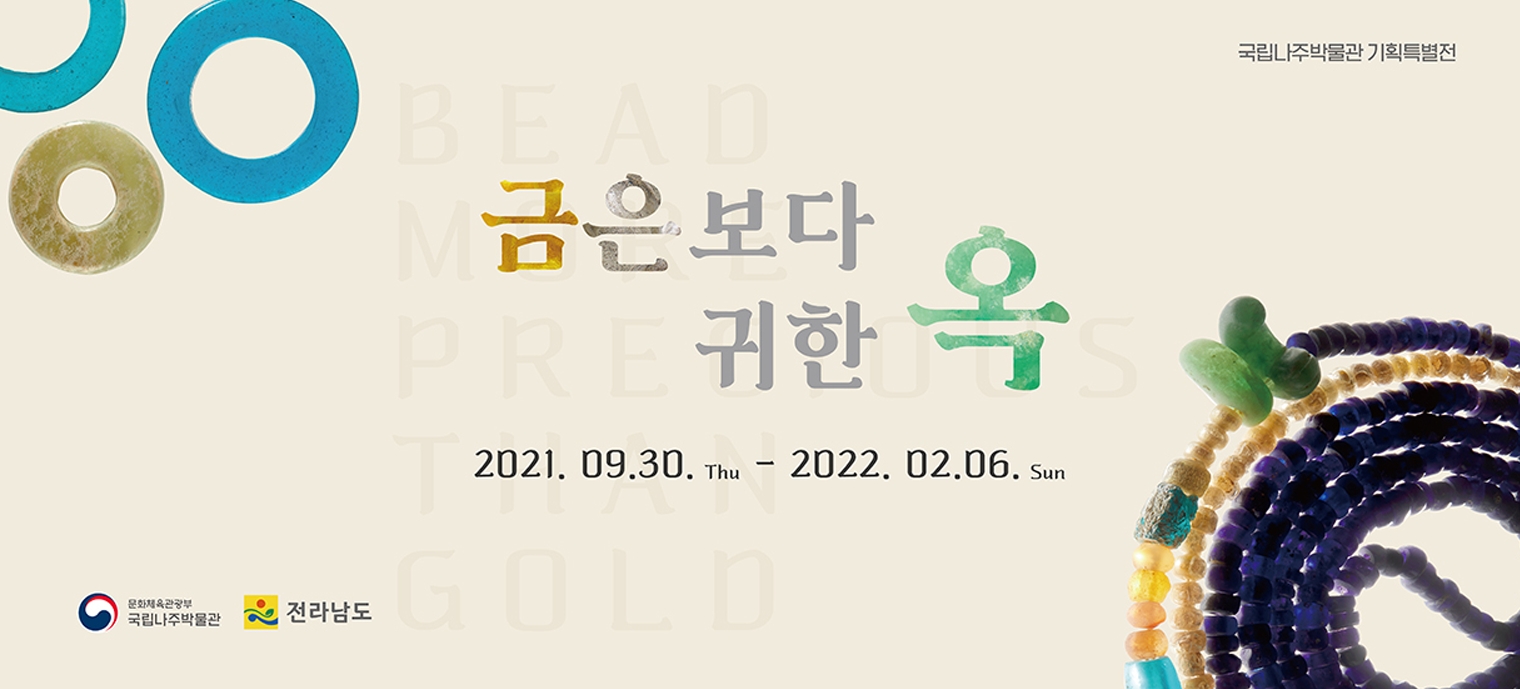 국립나주박물관 기획특별전
BEAD
MORE
PRECIOUS
THAN
GOLD
금은보다
귀한 옥
2021. 09.30. Thu – 2022. 02.06. Sun
문화체육관광부
국립나주박물관
전라남도